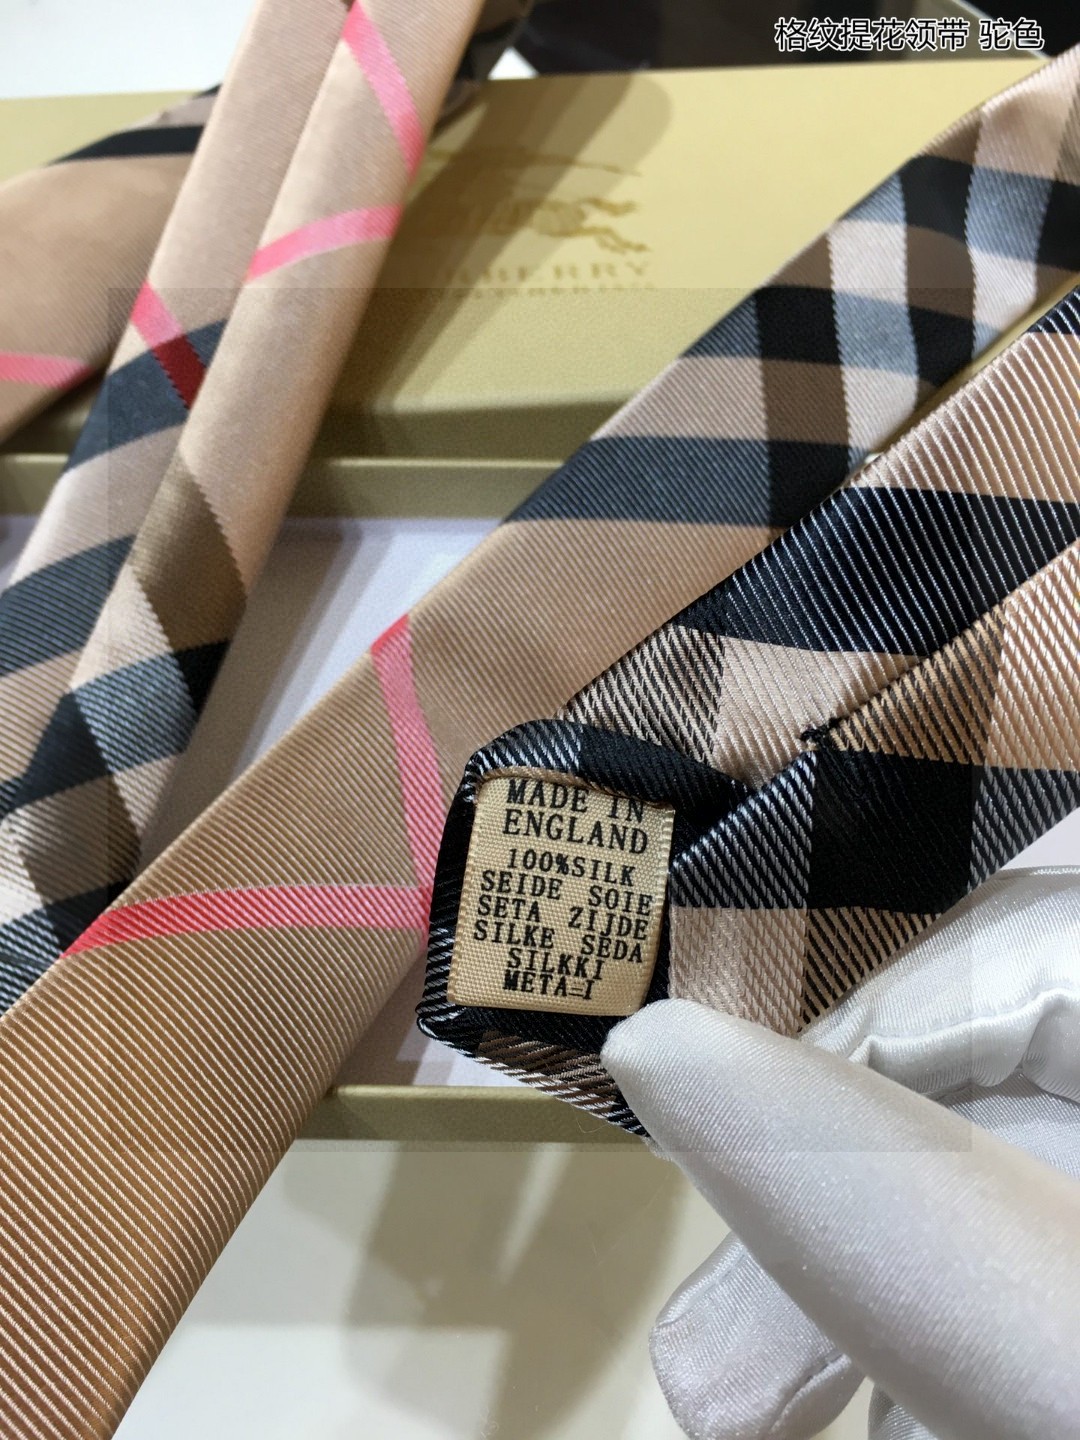 格纹提花领带 驼色
BURBERRY
MADE IN
ENGLAND
100%SILK
SEIDE SOIE
SETA ZIJDE
SILKE SEDA
SILKKI
META=I